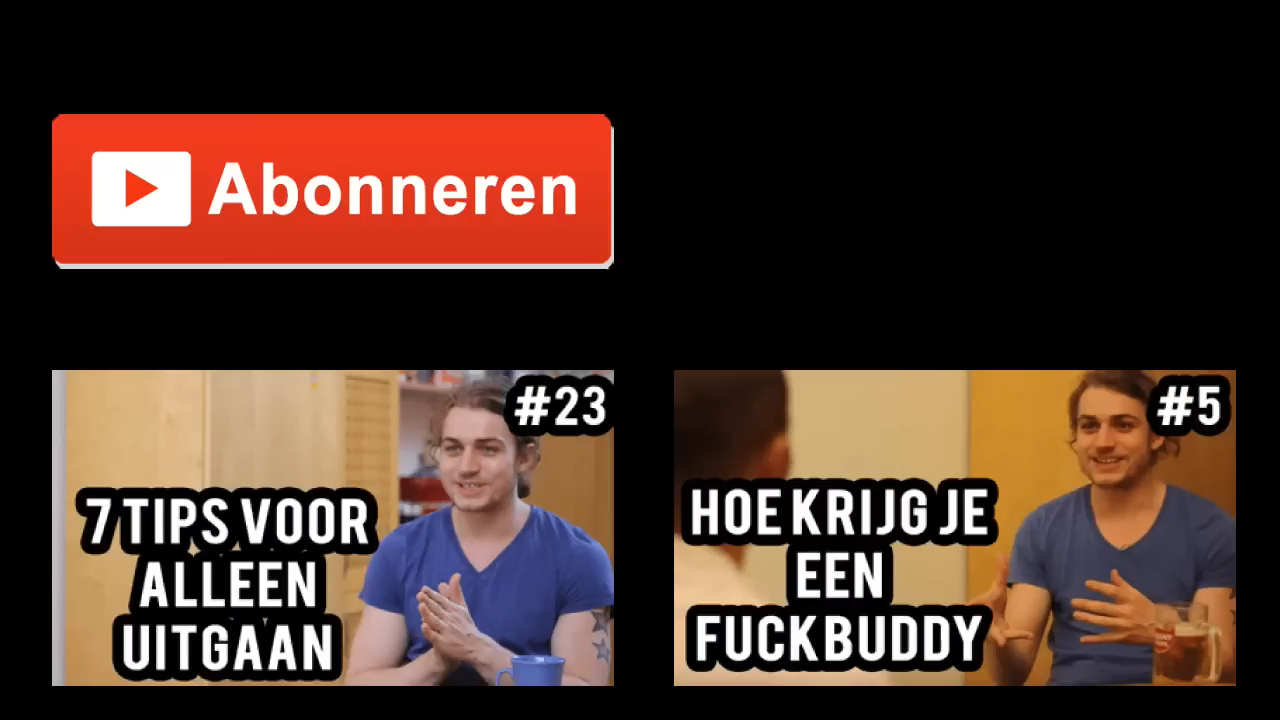 Abonneren
#23
7 TIPS VOOR
ALLEEN
UITGAAN
#5
HOE KRIJG JE
EEN
FUCKBUDDY